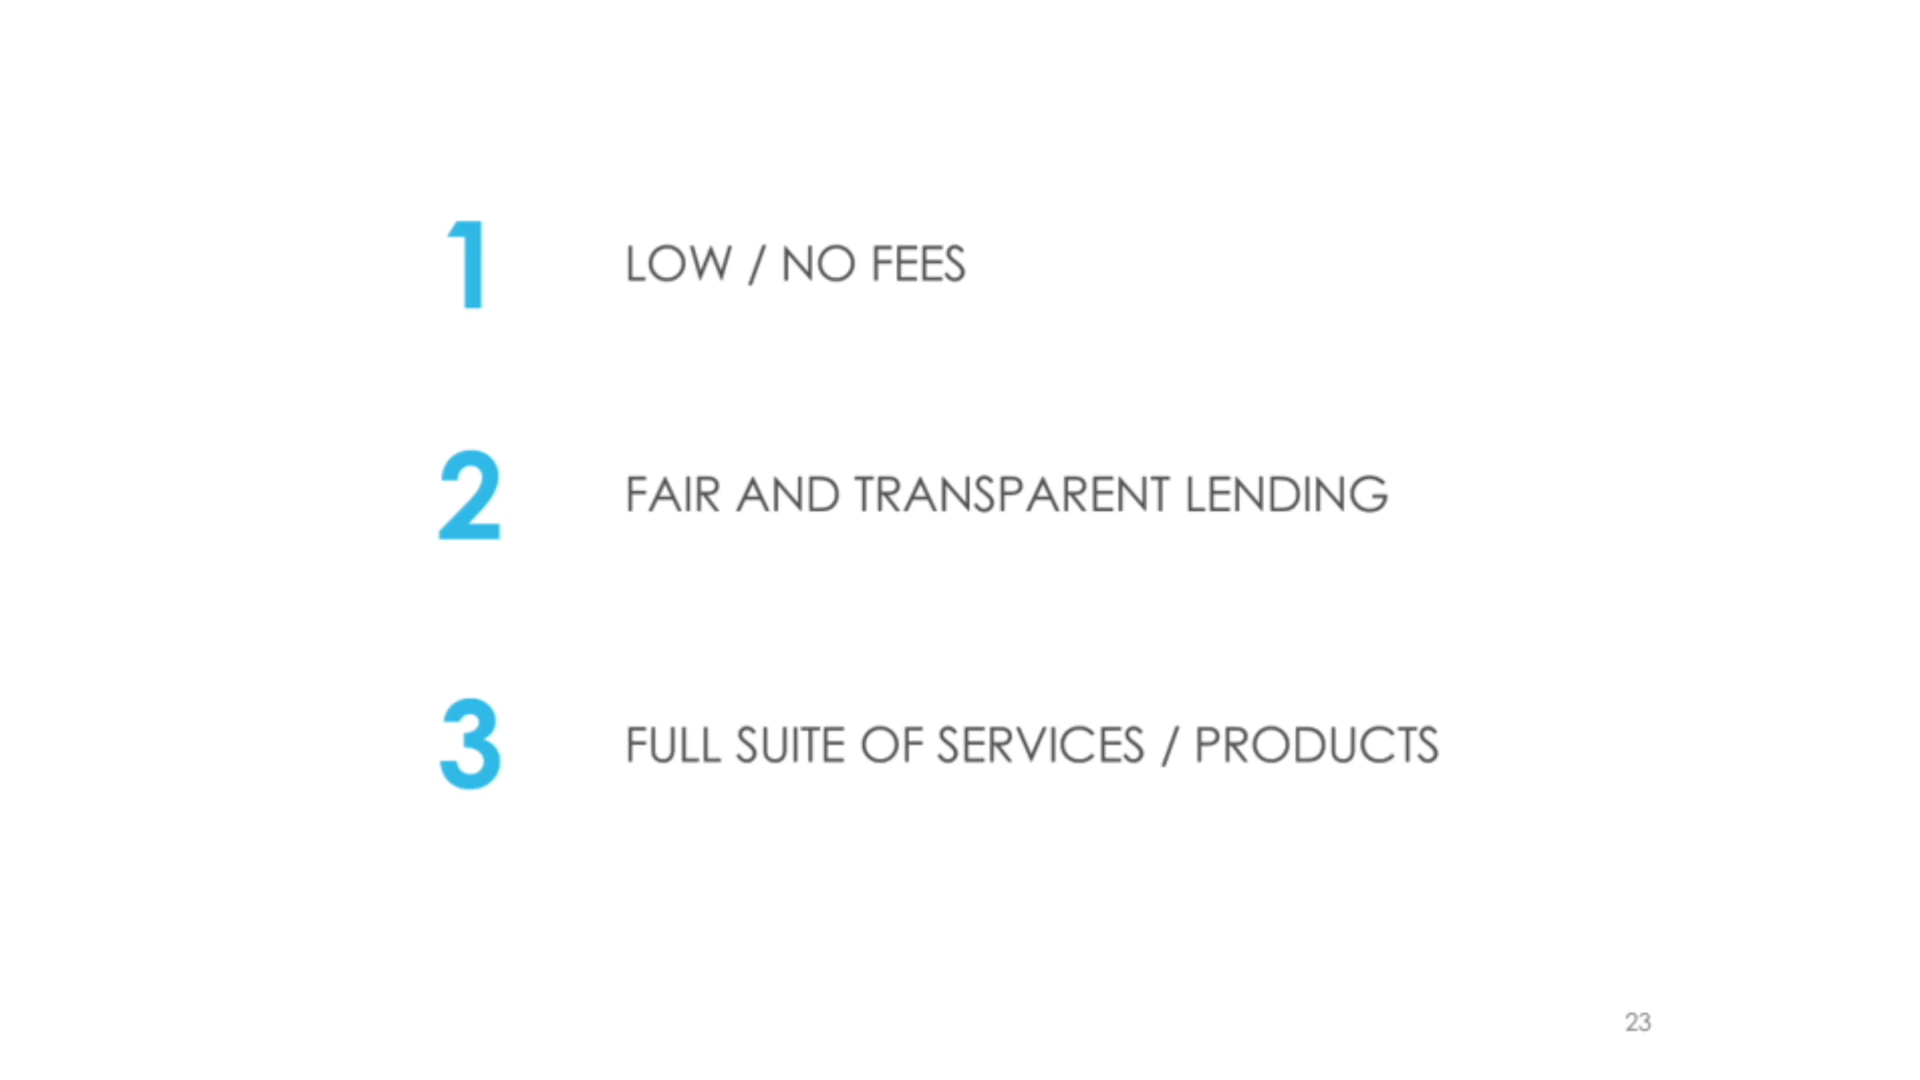 1 LOW / NO FEES
2 FAIR AND TRANSPARENT LENDING
3 FULL SUITE OF SERVICES / PRODUCTS
23